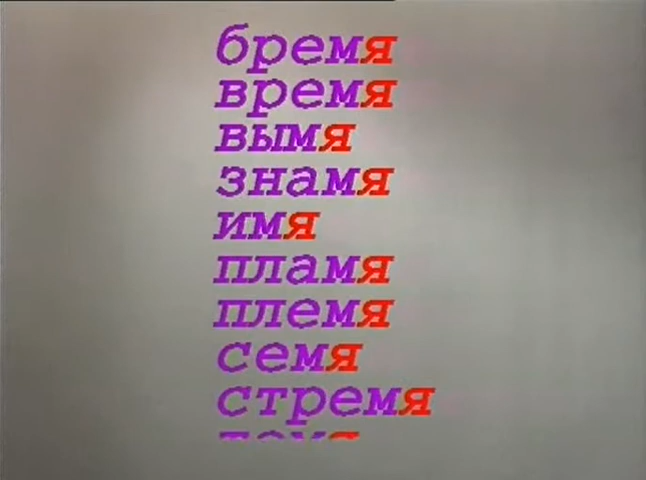 бремя
время
вымя
знамя
имя
пламя
племя
семя
стремя